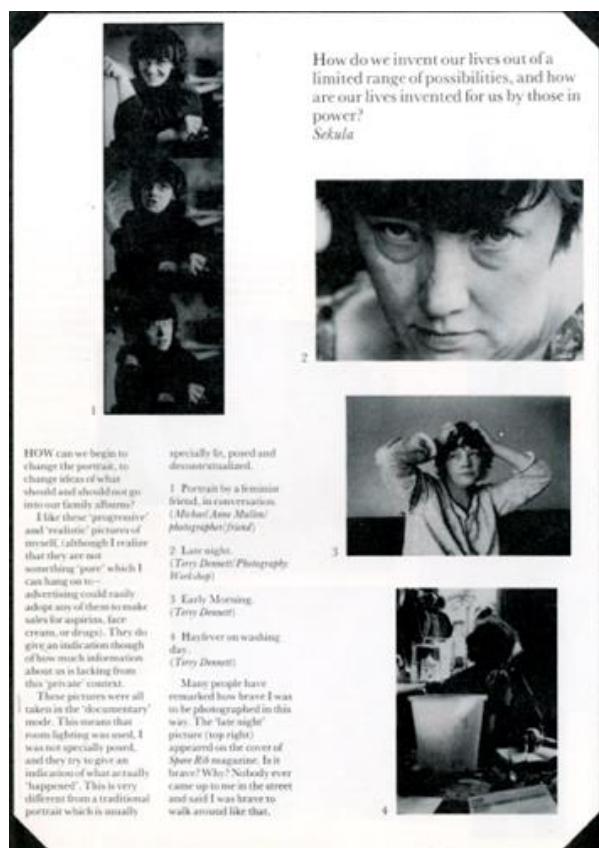 How do we invent our lives out of a
limited range of possibilities, and how
are our lives invented for us by those in
power?
Sekula
1
2
3
4
HOW can we begin to
change the portrait, to
change ideas of what
should and should not go
into our family albums?
I like these 'progressive'
and 'realistic' pictures of
myself, (although I realize
that they are not
something 'pure' which I
can hang on to—
advertising could easily
adopt any of them to make
sales for aspirins, face
cream, or drugs). They do
give an indication though
of how much information
about us is lacking from
this 'private' context.
These pictures were all
taken in the 'documentary'
mode. This means that
room lighting was used, I
was not specially posed,
and they try to give an
indication of what actually
'happened'. This is very
different from a traditional
portrait which is usually
specially lit, posed and
decontextualized.
1 Portrait by a feminist
friend, in conversation.
(Michael Anne Mullen/
photographer/friend)
2 Late night.
(Terry Dennett/Photography
Workshop)
3 Early Morning.
(Terry Dennett)
4 Hayfever on washing
day.
(Terry Dennett)
Many people have
remarked how brave I was
to be photographed in this
way. The 'late night'
picture (top right)
appeared on the cover of
Spare Rib magazine. Is it
brave? Why? Nobody ever
came up to me in the street
and said I was brave to
walk around like that,